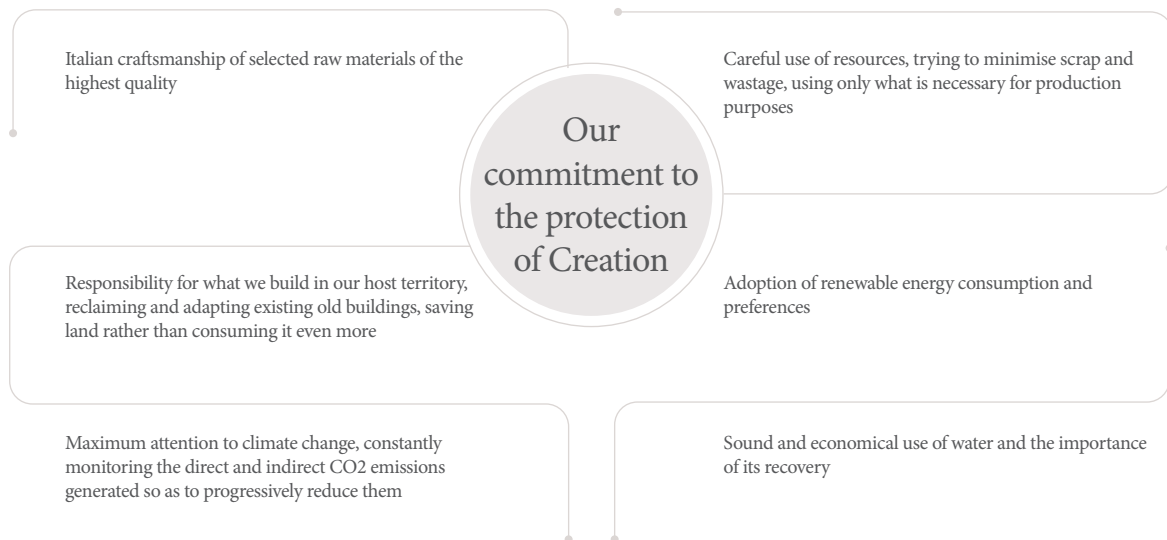 Italian craftsmanship of selected raw materials of the
highest quality
Careful use of resources, trying to minimise scrap and
wastage, using only what is necessary for production
purposes
Our
commitment to
the protection
of Creation
Responsibility for what we build in our host territory,
reclaiming and adapting existing old buildings, saving
land rather than consuming it even more
Adoption of renewable energy consumption and
preferences
Maximum attention to climate change, constantly
monitoring the direct and indirect CO2 emissions
generated so as to progressively reduce them
Sound and economical use of water and the importance
of its recovery